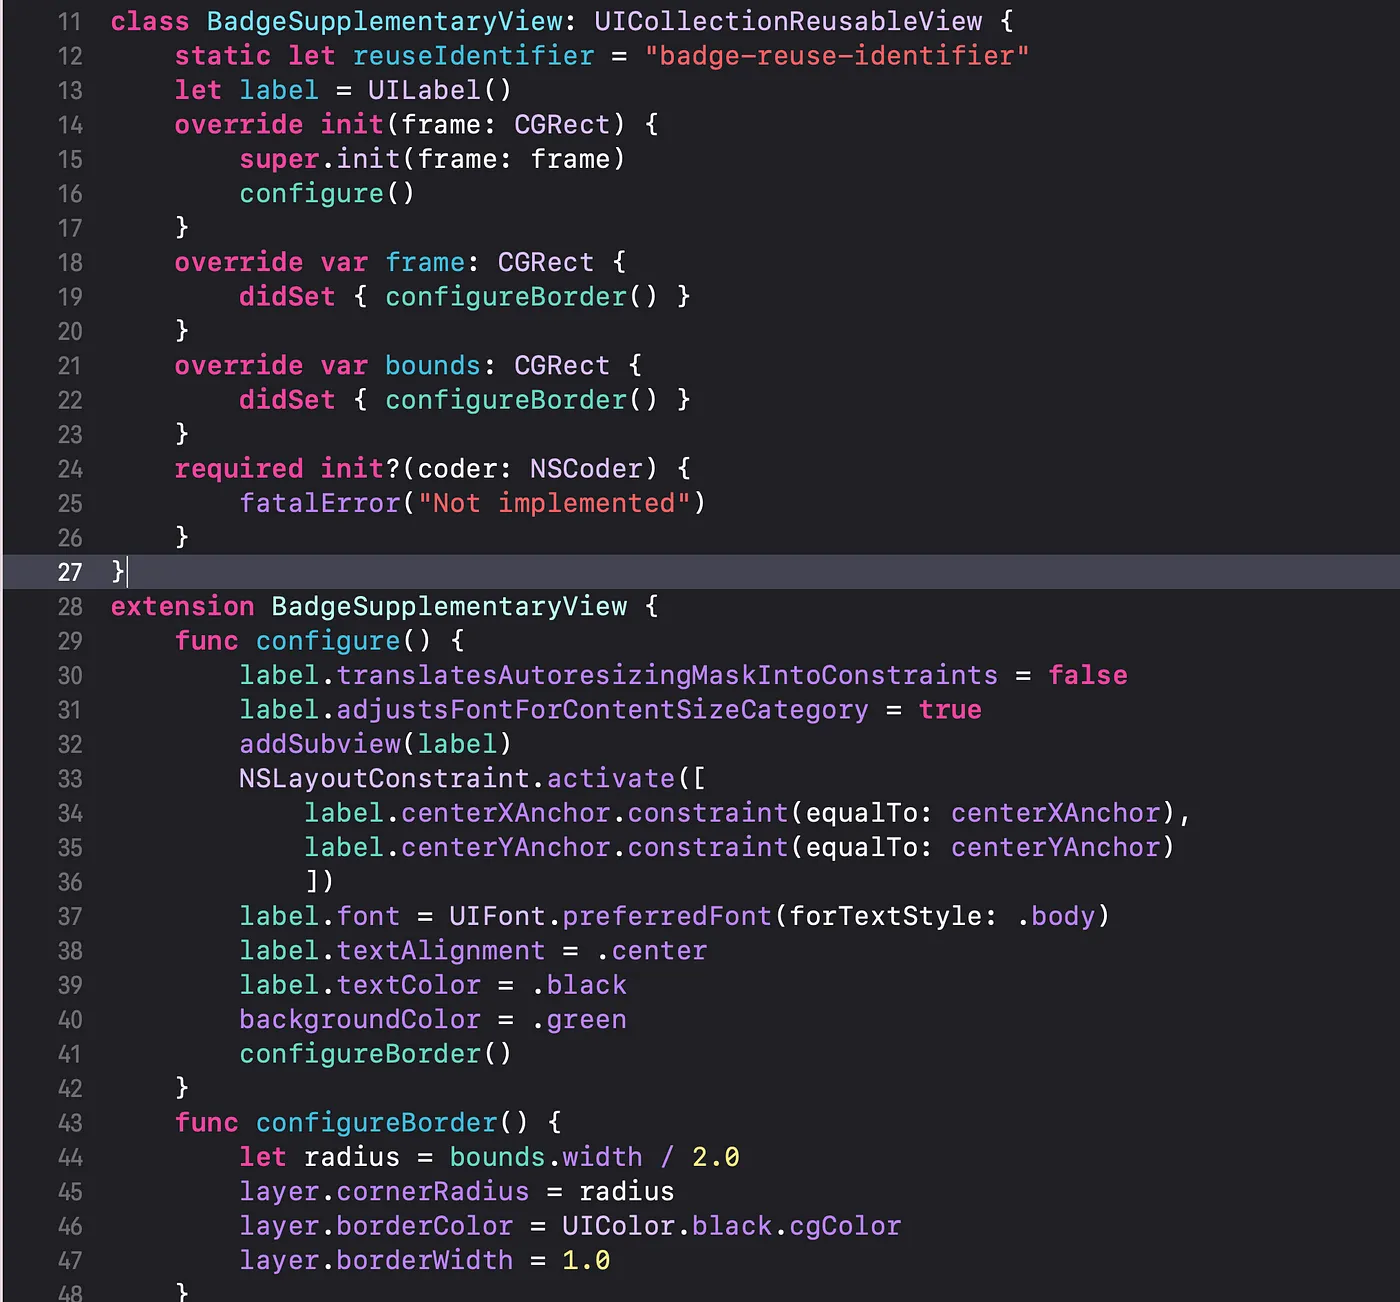 11 class BadgeSupplementaryView: UICollectionReusableView {
12     static let reuseIdentifier = "badge-reuse-identifier"
13     let label = UILabel()
14     override init(frame: CGRect) {
15         super.init(frame: frame)
16         configure()
17     }
18     override var frame: CGRect {
19         didSet { configureBorder() }
20     }
21     override var bounds: CGRect {
22         didSet { configureBorder() }
23     }
24     required init?(coder: NSCoder) {
25         fatalError("Not implemented")
26     }
27 }
28 extension BadgeSupplementaryView {
29     func configure() {
30         label.translatesAutoresizingMaskIntoConstraints = false
31         label.adjustsFontForContentSizeCategory = true
32         addSubview(label)
33         NSLayoutConstraint.activate([
34             label.centerXAnchor.constraint(equalTo: centerXAnchor),
35             label.centerYAnchor.constraint(equalTo: centerYAnchor)
36             ])
37         label.font = UIFont.preferredFont(forTextStyle: .body)
38         label.textAlignment = .center
39         label.textColor = .black
40         backgroundColor = .green
41         configureBorder()
42     }
43     func configureBorder() {
44         let radius = bounds.width / 2.0
45         layer.cornerRadius = radius
46         layer.borderColor = UIColor.black.cgColor
47         layer.borderWidth = 1.0
48     }